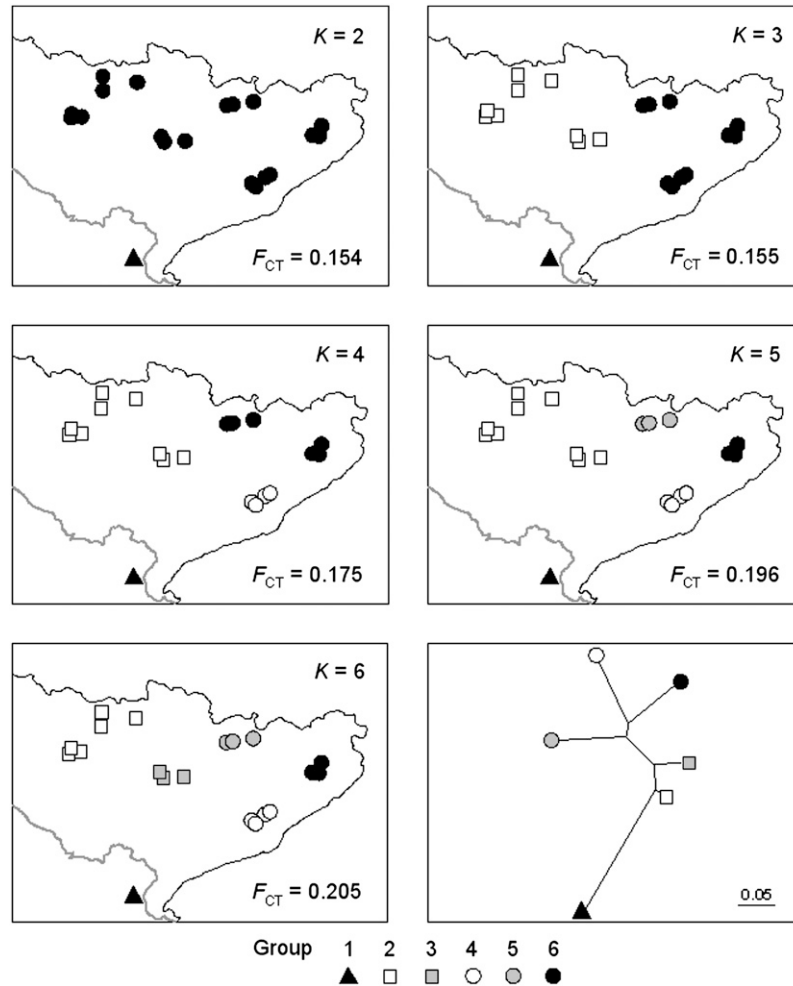 K = 2
F_CT = 0.154
K = 3
F_CT = 0.155
K = 4
F_CT = 0.175
K = 5
F_CT = 0.196
K = 6
F_CT = 0.205
0.05
Group 1 2 3 4 5 6